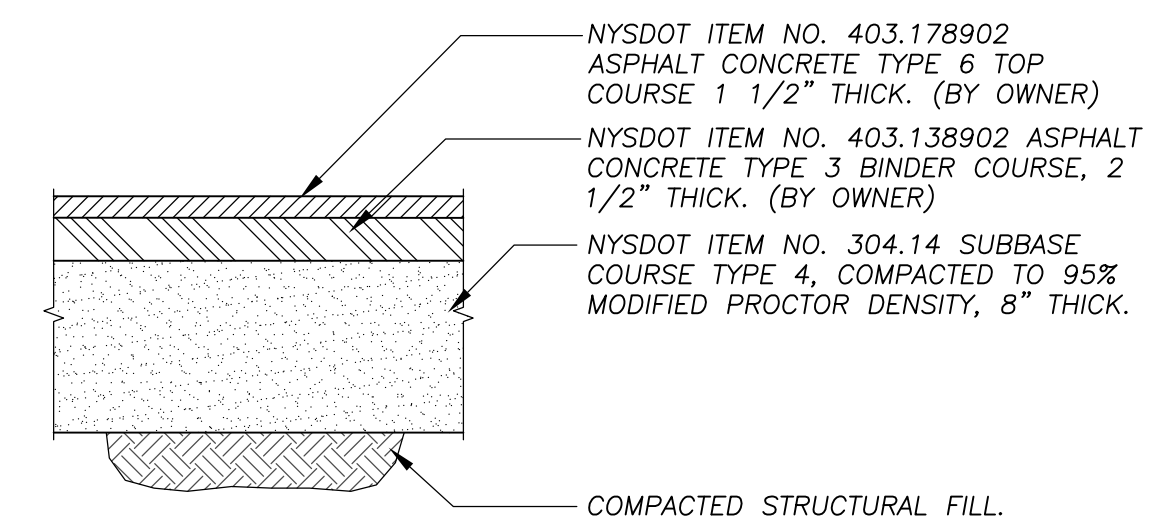 NYSDOT ITEM NO. 403.178902
ASPHALT CONCRETE TYPE 6 TOP
COURSE 1 1/2” THICK. (BY OWNER)
NYSDOT ITEM NO. 403.138902 ASPHALT
CONCRETE TYPE 3 BINDER COURSE, 2
1/2” THICK. (BY OWNER)
NYSDOT ITEM NO. 304.14 SUBBASE
COURSE TYPE 4, COMPACTED TO 95%
MODIFIED PROCTOR DENSITY, 8” THICK.
COMPACTED STRUCTURAL FILL.